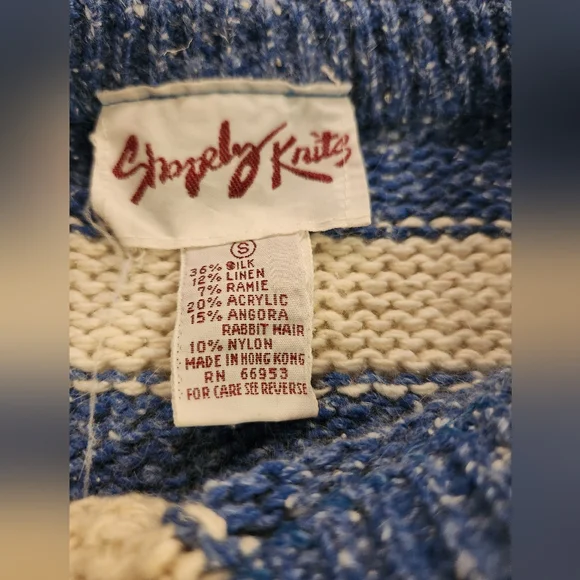 Shapely Knits
S
36% SILK
12% LINEN
7% RAMIE
20% ACRYLIC
15% ANGORA
RABBIT HAIR
10% NYLON
MADE IN HONG KONG
RN 66953
FOR CARE SEE REVERSE